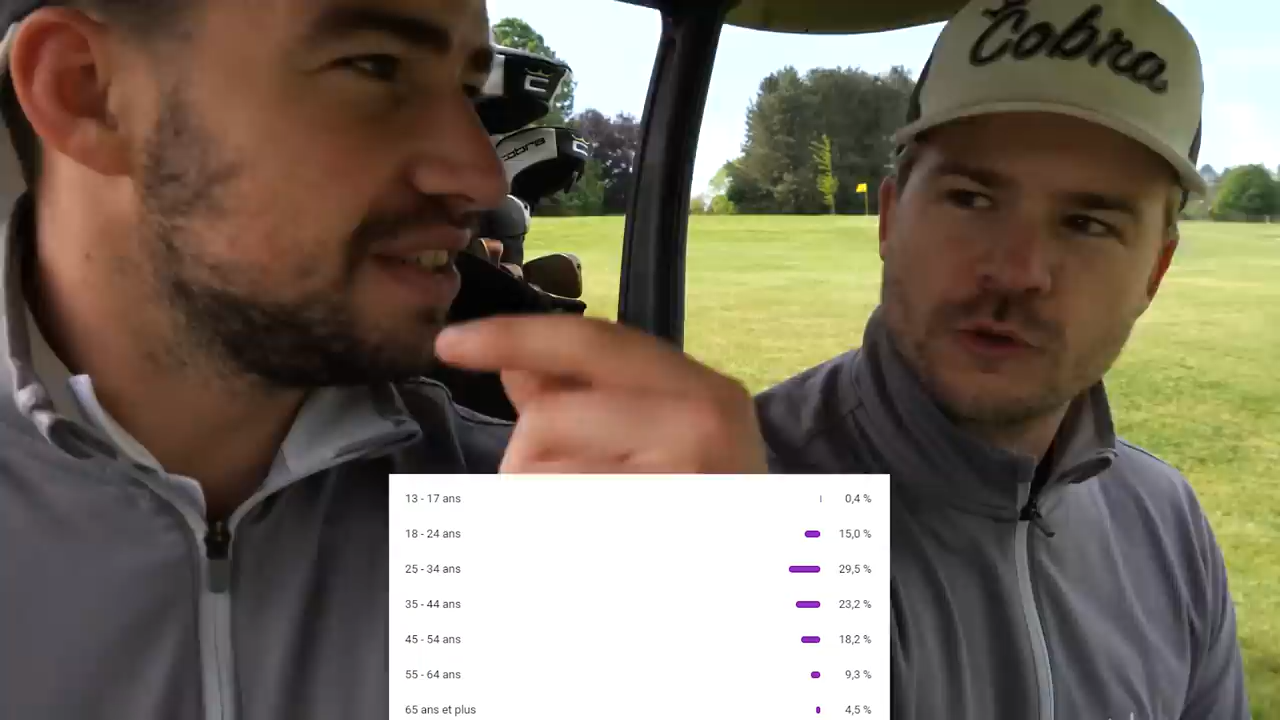 Cobra
cobra
13 - 17 ans 0,4 %
18 - 24 ans 15,0 %
25 - 34 ans 29,5 %
35 - 44 ans 23,2 %
45 - 54 ans 18,2 %
55 - 64 ans 9,3 %
65 ans et plus 4,5 %